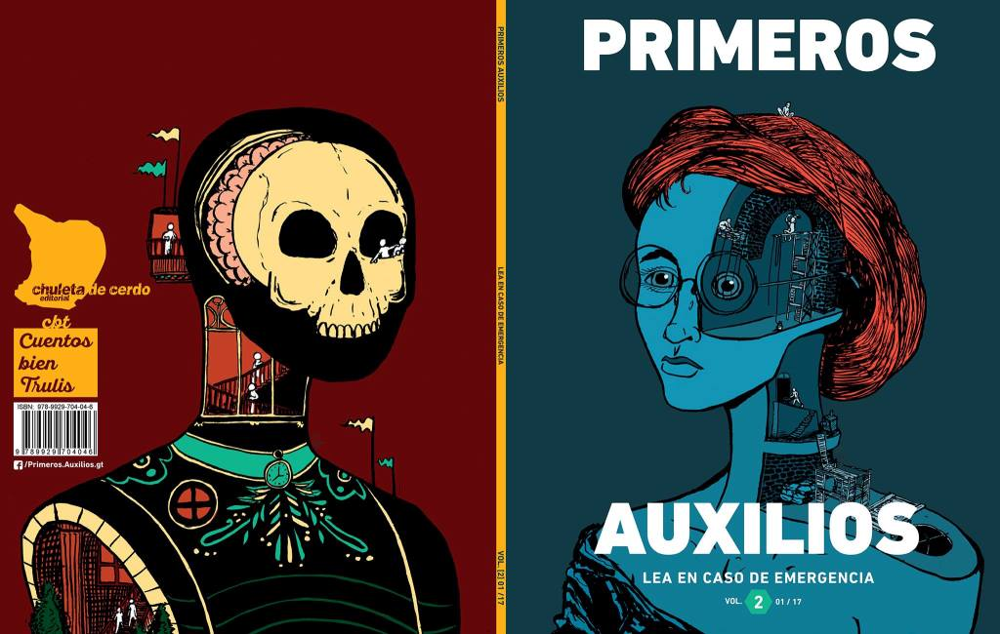 chuleta de cerdo
editorial
cbt
Cuentos
bien
Trulis
ISBN: 978-9929-704-04-6
9 789929 704046
/Primeros.Auxilios.gt
PRIMEROS AUXILIOS
LEA EN CASO DE EMERGENCIA
VOL. [2] 01 / 17
PRIMEROS
AUXILIOS
LEA EN CASO DE EMERGENCIA
VOL. 2 01 / 17